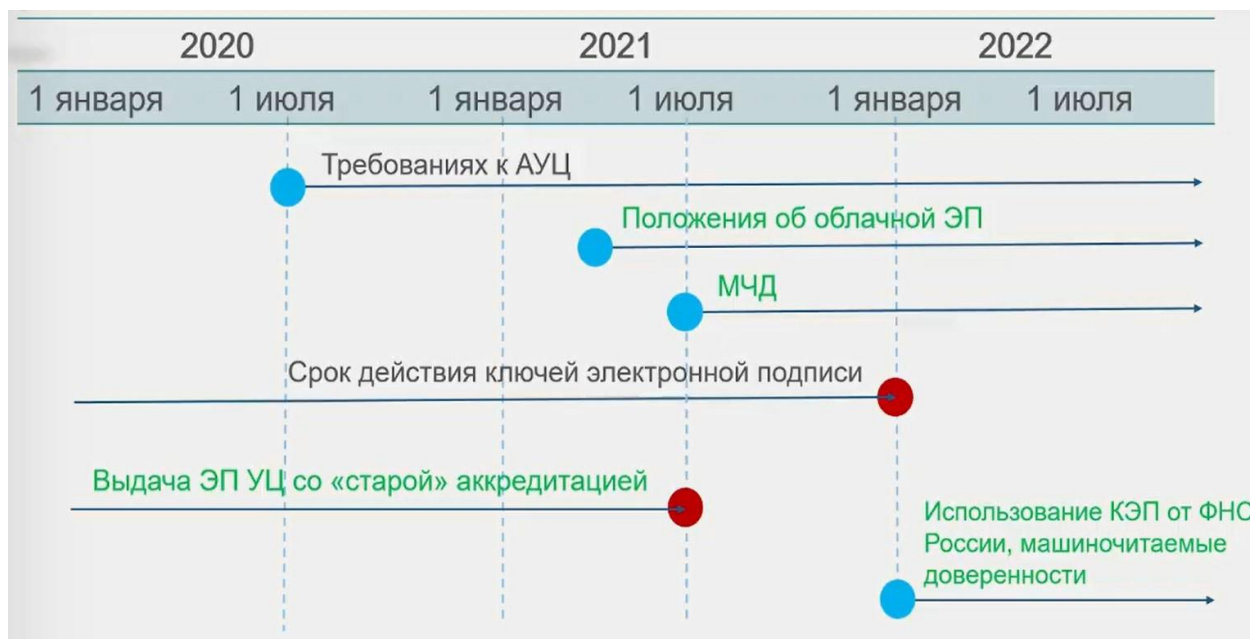 2020 2021 2022
1 января 1 июля 1 января 1 июля 1 января 1 июля
Требованиях к АУЦ
Положения об облачной ЭП
МЧД
Срок действия ключей электронной подписи
Выдача ЭП УЦ со «старой» аккредитацией
Использование КЭП от ФНС
России, машиночитаемые
доверенности